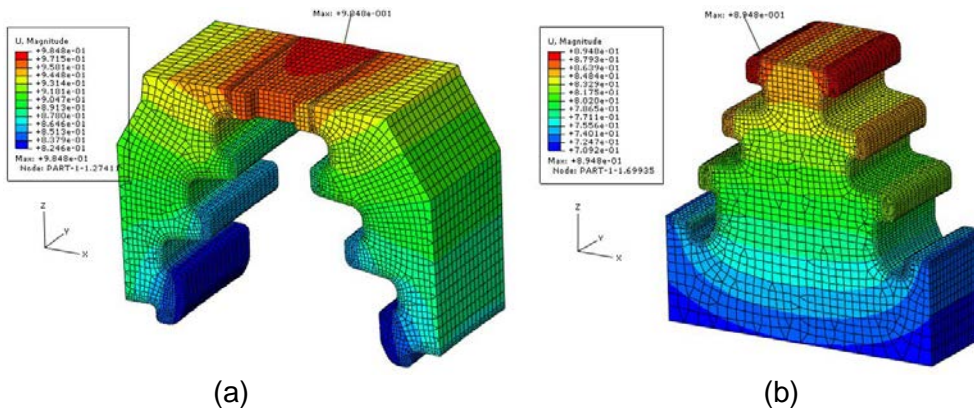 Max: +9.848e-001
U, Magnitude
+9.848e-01
+9.715e-01
+9.581e-01
+9.448e-01
+9.314e-01
+9.181e-01
+9.047e-01
+8.913e-01
+8.780e-01
+8.646e-01
+8.513e-01
+8.379e-01
+8.246e-01
Max: +9.848e-01
Node: PART-1-1.27411
Z
Y
X
(a)
Max: +8.948e-001
U, Magnitude
+8.948e-01
+8.793e-01
+8.639e-01
+8.484e-01
+8.329e-01
+8.175e-01
+8.020e-01
+7.865e-01
+7.711e-01
+7.556e-01
+7.401e-01
+7.247e-01
+7.092e-01
Max: +8.948e-01
Node: PART-1-1.69935
Z
Y
X
(b)